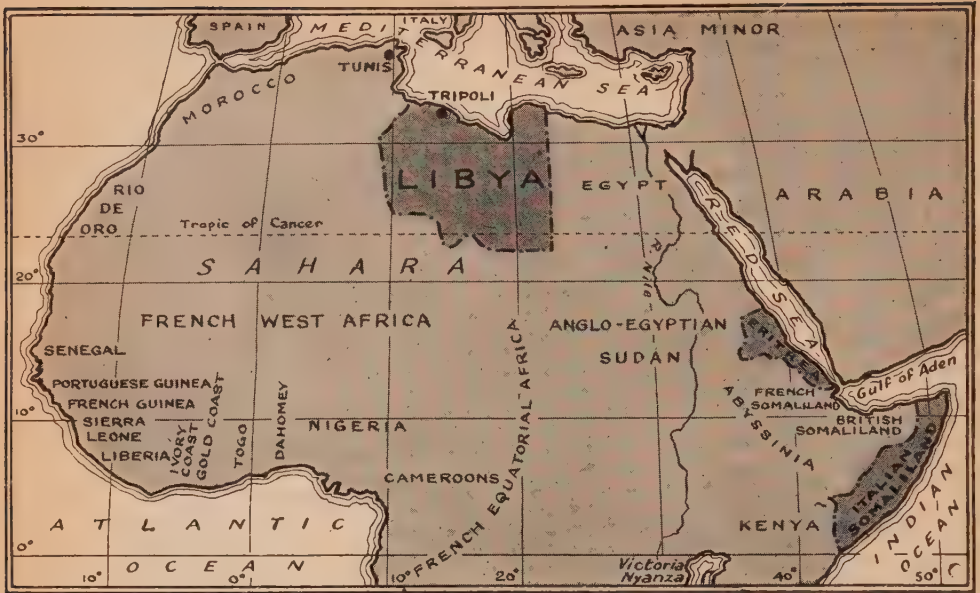 SPAIN
MEDITERRANEAN SEA
ITALY
ASIA MINOR
TUNIS
MOROCCO
TRIPOLI
30°
LIBYA
EGYPT
ARABIA
RIO
DE
ORO
Tropic of Cancer
R. Nile
RED SEA
20°
SAHARA
FRENCH WEST AFRICA
ANGLO-EGYPTIAN
SUDAN
ERITREA
SENEGAL
Gulf of Aden
PORTUGUESE GUINEA
FRENCH GUINEA
SIERRA
LEONE
LIBERIA
IVORY
COAST
GOLD COAST
TOGO
DAHOMEY
NIGERIA
FRENCH
SOMALILAND
BRITISH
SOMALILAND
ABYSSINIA
10°
CAMEROONS
FRENCH EQUATORIAL AFRICA
ITALIAN
SOMALILAND
KENYA
ATLANTIC
OCEAN
INDIAN
OCEAN
0°
Victoria
Nyanza
10°
0°
10°
20°
40°
50°